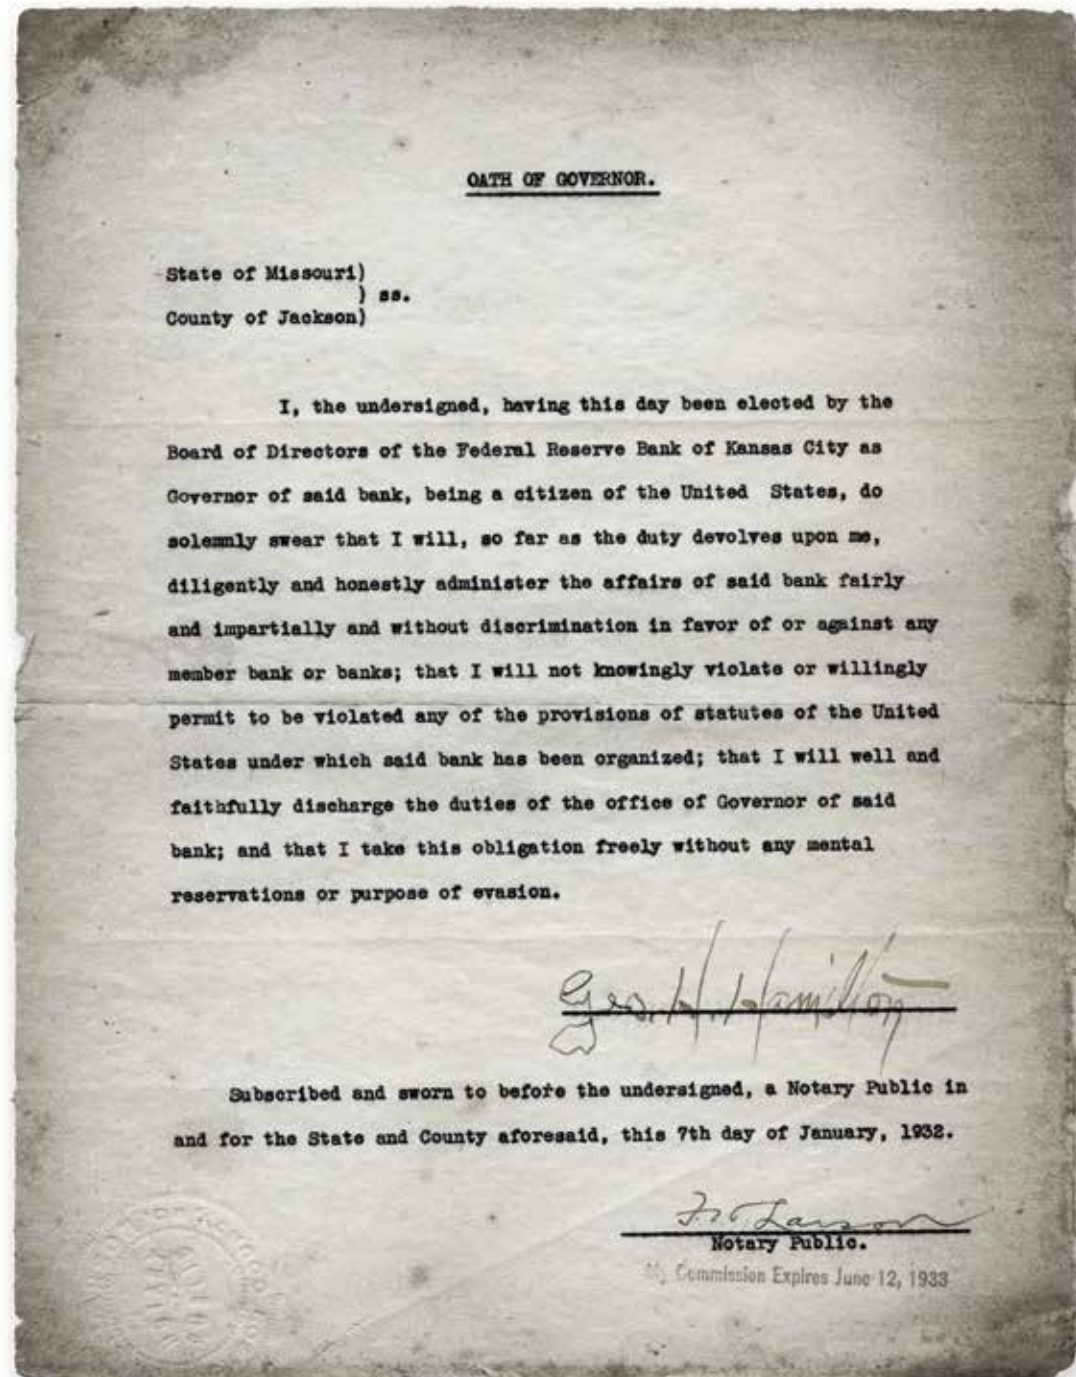 OATH OF GOVERNOR.
State of Missouri)
) ss.
County of Jackson)
I, the undersigned, having this day been elected by the
Board of Directors of the Federal Reserve Bank of Kansas City as
Governor of said bank, being a citizen of the United States, do
solemnly swear that I will, so far as the duty devolves upon me,
diligently and honestly administer the affairs of said bank fairly
and impartially and without discrimination in favor of or against any
member bank or banks; that I will not knowingly violate or willingly
permit to be violated any of the provisions of statutes of the United
States under which said bank has been organized; that I will well and
faithfully discharge the duties of the office of Governor of said
bank; and that I take this obligation freely without any mental
reservations or purpose of evasion.
Geo. H. Hamilton
Subscribed and sworn to before the undersigned, a Notary Public in
and for the State and County aforesaid, this 7th day of January, 1932.
Larson
Notary Public.
My Commission Expires June 12, 1933